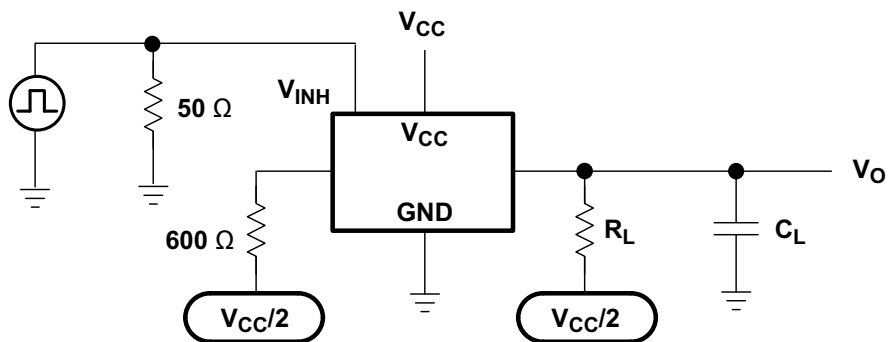 VCC
VINH
50 Ω
VCC
VO
GND
600 Ω
RL
CL
VCC/2
VCC/2